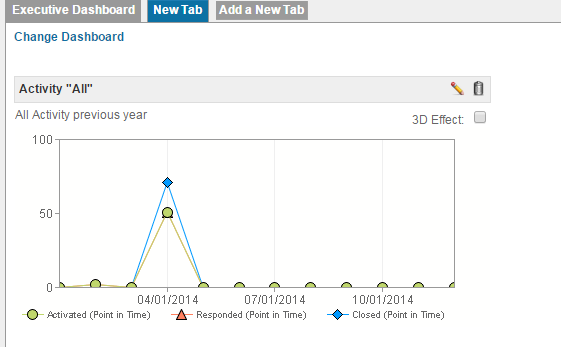 Executive Dashboard New Tab Add a New Tab
Change Dashboard
Activity "All"
All Activity previous year
3D Effect:
100
50
0
04/01/2014 07/01/2014 10/01/2014
Activated (Point in Time) Responded (Point in Time) Closed (Point in Time)